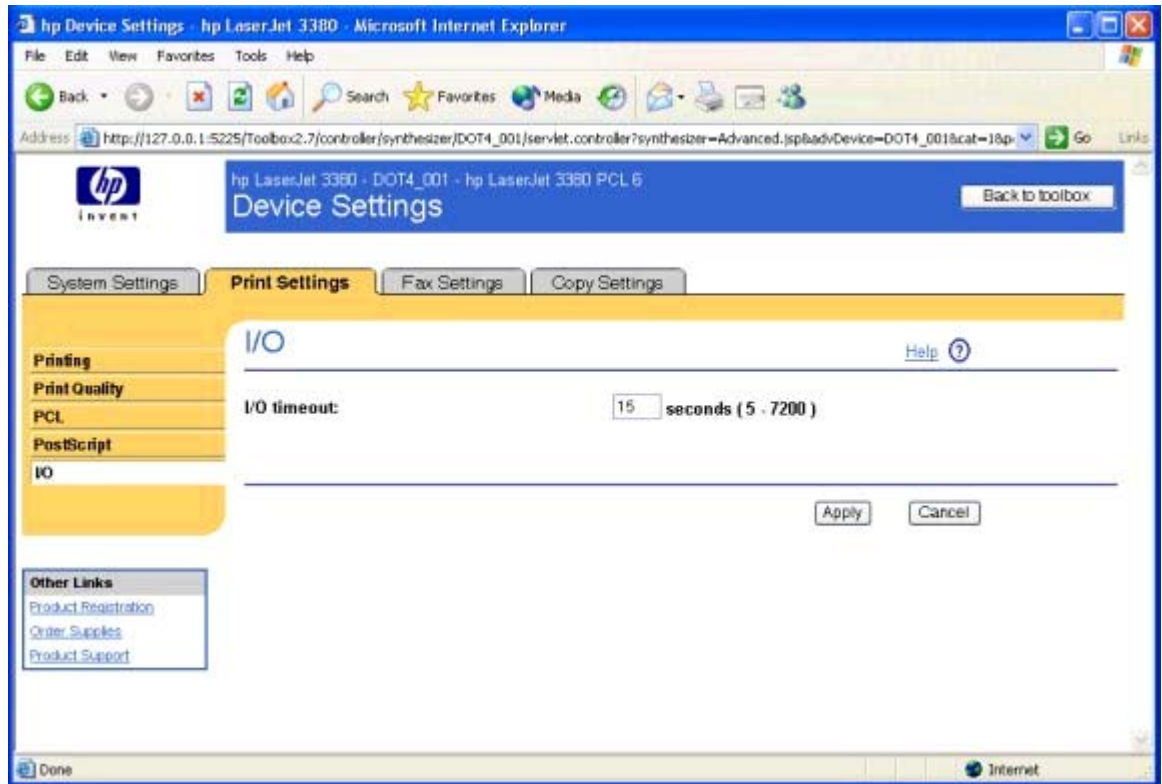 hp Device Settings - hp LaserJet 3380 - Microsoft Internet Explorer
File Edit View Favorites Tools Help
Back Search Favorites Media
Address http://127.0.0.1:5225/Toolbox2.7/controller/synthesizer/DOT4_001/servlet.controller?synthesizer=Advanced.jsp&advDevice=DOT4_001&cat=1&p Go Links
hp
invent
hp LaserJet 3380 - DOT4_001 - hp LaserJet 3380 PCL 6
Device Settings
Back to toolbox
System Settings Print Settings Fax Settings Copy Settings
Printing
Print Quality
PCL
PostScript
I/O
I/O
Help ?
I/O timeout: 15 seconds ( 5 - 7200 )
Apply Cancel
Other Links
Product Registration
Order Supplies
Product Support
Done Internet